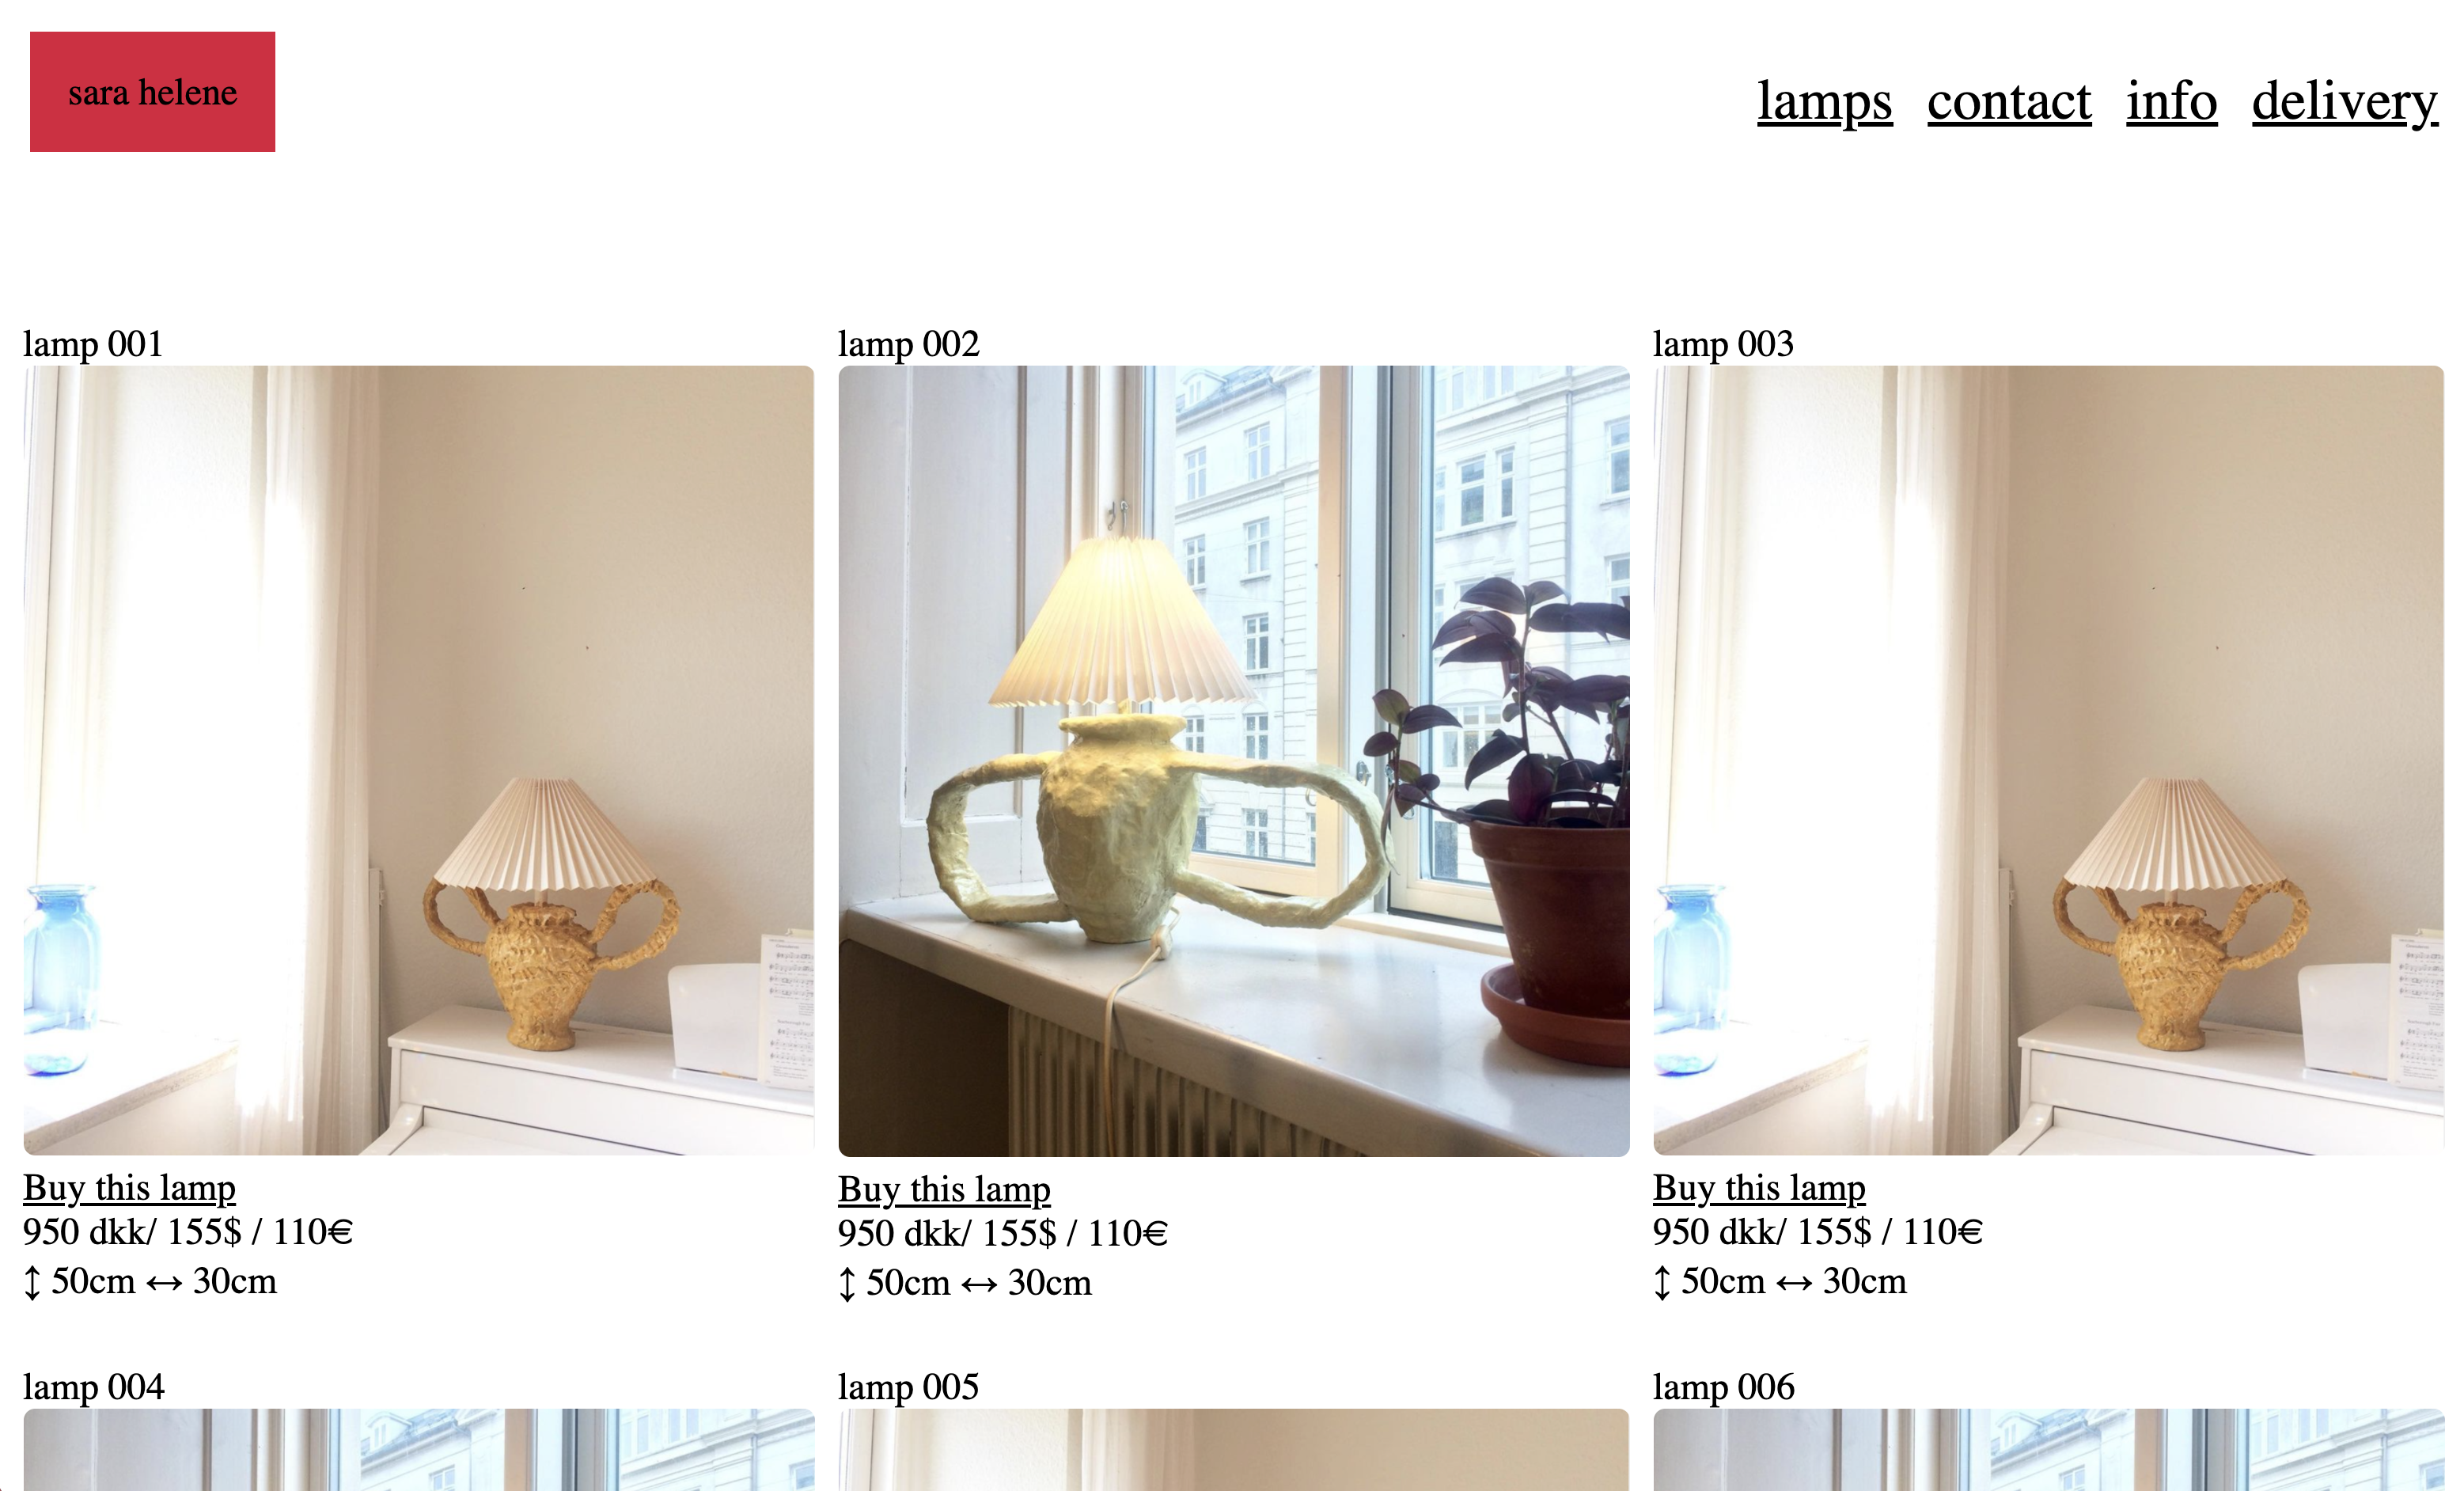 sara helene
lamps contact info delivery
lamp 001
Buy this lamp
950 dkk/ 155$ / 110€
↕ 50cm ↔ 30cm
lamp 002
Buy this lamp
950 dkk/ 155$ / 110€
↕ 50cm ↔ 30cm
lamp 003
Buy this lamp
950 dkk/ 155$ / 110€
↕ 50cm ↔ 30cm
lamp 004
lamp 005
lamp 006